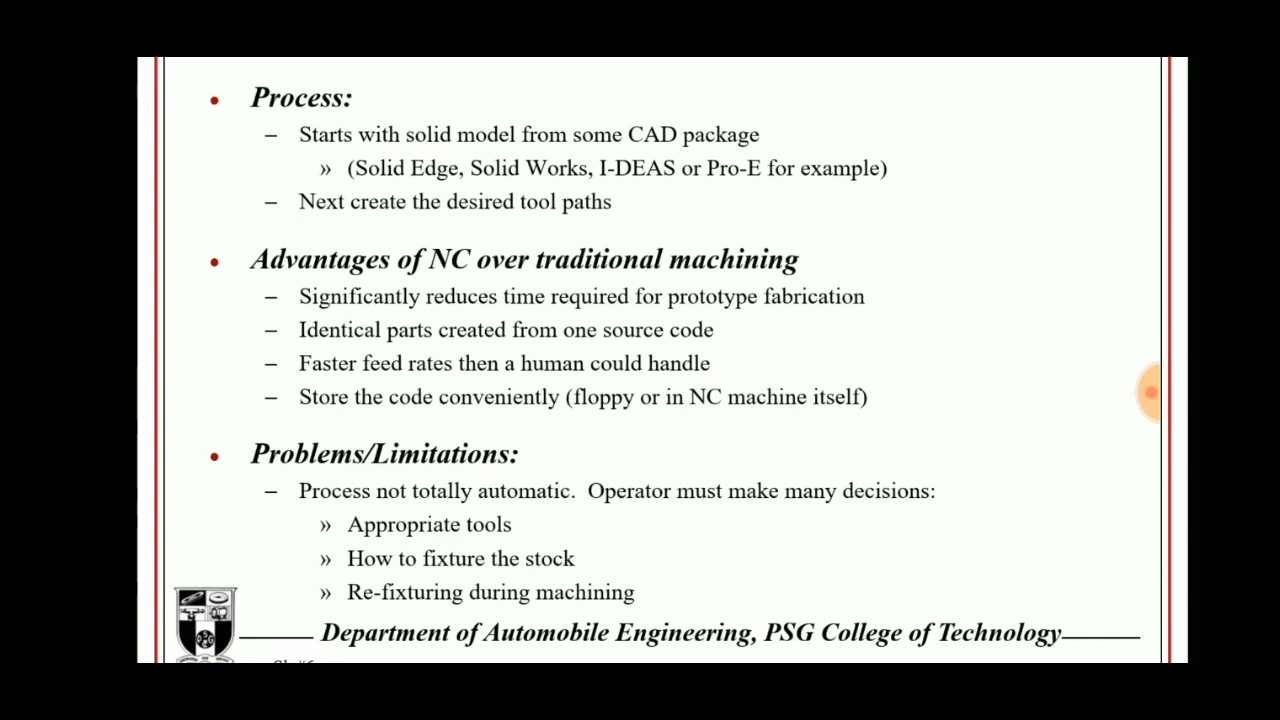 • Process:
– Starts with solid model from some CAD package
» (Solid Edge, Solid Works, I-DEAS or Pro-E for example)
– Next create the desired tool paths
• Advantages of NC over traditional machining
– Significantly reduces time required for prototype fabrication
– Identical parts created from one source code
– Faster feed rates then a human could handle
– Store the code conveniently (floppy or in NC machine itself)
• Problems/Limitations:
– Process not totally automatic.  Operator must make many decisions:
» Appropriate tools
» How to fixture the stock
» Re-fixturing during machining
Department of Automobile Engineering, PSG College of Technology